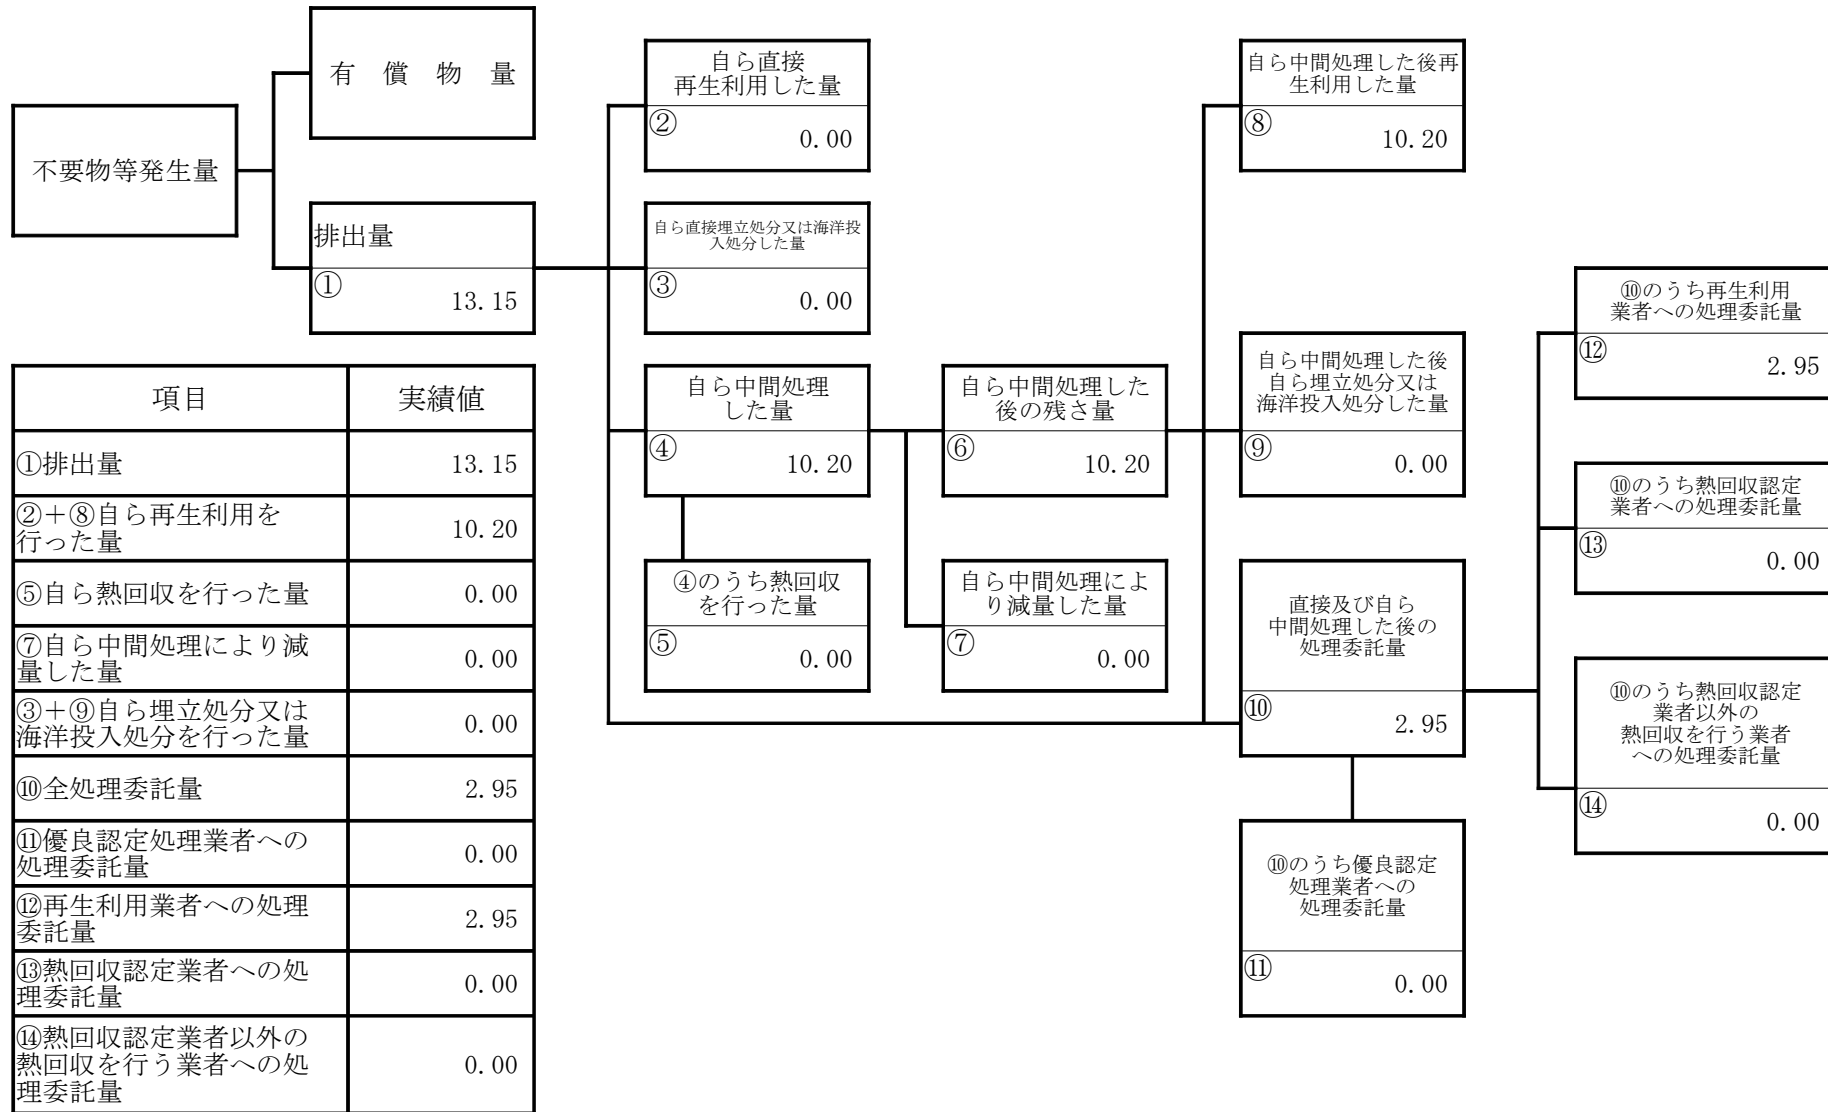 有　償　物　量
不要物等発生量
排出量
①
13.15
自ら直接
再生利用した量
②
0.00
自ら直接埋立処分又は海洋投
入処分した量
③
0.00
自ら中間処理
した量
④
10.20
④のうち熱回収
を行った量
⑤
0.00
自ら中間処理した
後の残さ量
⑥
10.20
自ら中間処理によ
り減量した量
⑦
0.00
自ら中間処理した後再
生利用した量
⑧
10.20
自ら中間処理した後
自ら埋立処分又は
海洋投入処分した量
⑨
0.00
直接及び自ら
中間処理した後の
処理委託量
⑩
2.95
⑩のうち優良認定
処理業者への
処理委託量
⑪
0.00
⑩のうち再生利用
業者への処理委託量
⑫
2.95
⑩のうち熱回収認定
業者への処理委託量
⑬
0.00
⑩のうち熱回収認定
業者以外の
熱回収を行う業者
への処理委託量
⑭
0.00
項目 実績値
①排出量 13.15
②＋⑧自ら再生利用を
行った量 10.20
⑤自ら熱回収を行った量 0.00
⑦自ら中間処理により減
量した量 0.00
③＋⑨自ら埋立処分又は
海洋投入処分を行った量 0.00
⑩全処理委託量 2.95
⑪優良認定処理業者への
処理委託量 0.00
⑫再生利用業者への処理
委託量 2.95
⑬熱回収認定業者への処
理委託量 0.00
⑭熱回収認定業者以外の
熱回収を行う業者への処
理委託量 0.00